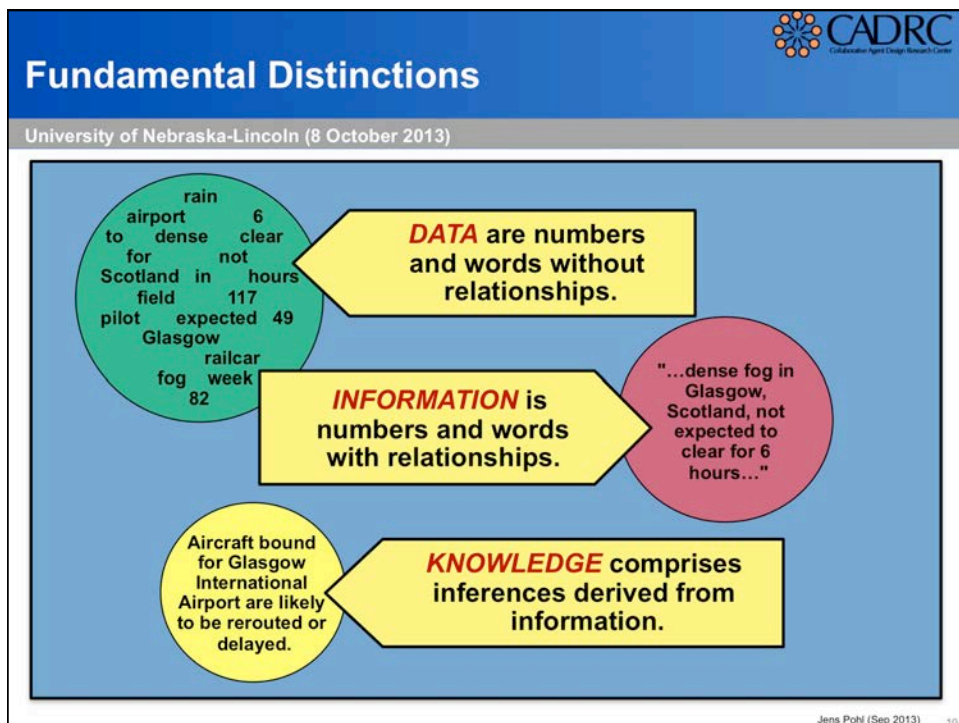 CADRC
Collaborative Agent Design Research Center
Fundamental Distinctions
University of Nebraska-Lincoln (8 October 2013)
rain
airport 6
to dense clear
for not
Scotland in hours
field 117
pilot expected 49
Glasgow
railcar
fog week
82
DATA are numbers
and words without
relationships.
INFORMATION is
numbers and words
with relationships.
"...dense fog in
Glasgow,
Scotland, not
expected to
clear for 6
hours..."
Aircraft bound
for Glasgow
International
Airport are likely
to be rerouted or
delayed.
KNOWLEDGE comprises
inferences derived from
information.
Jens Pohl (Sep 2013)